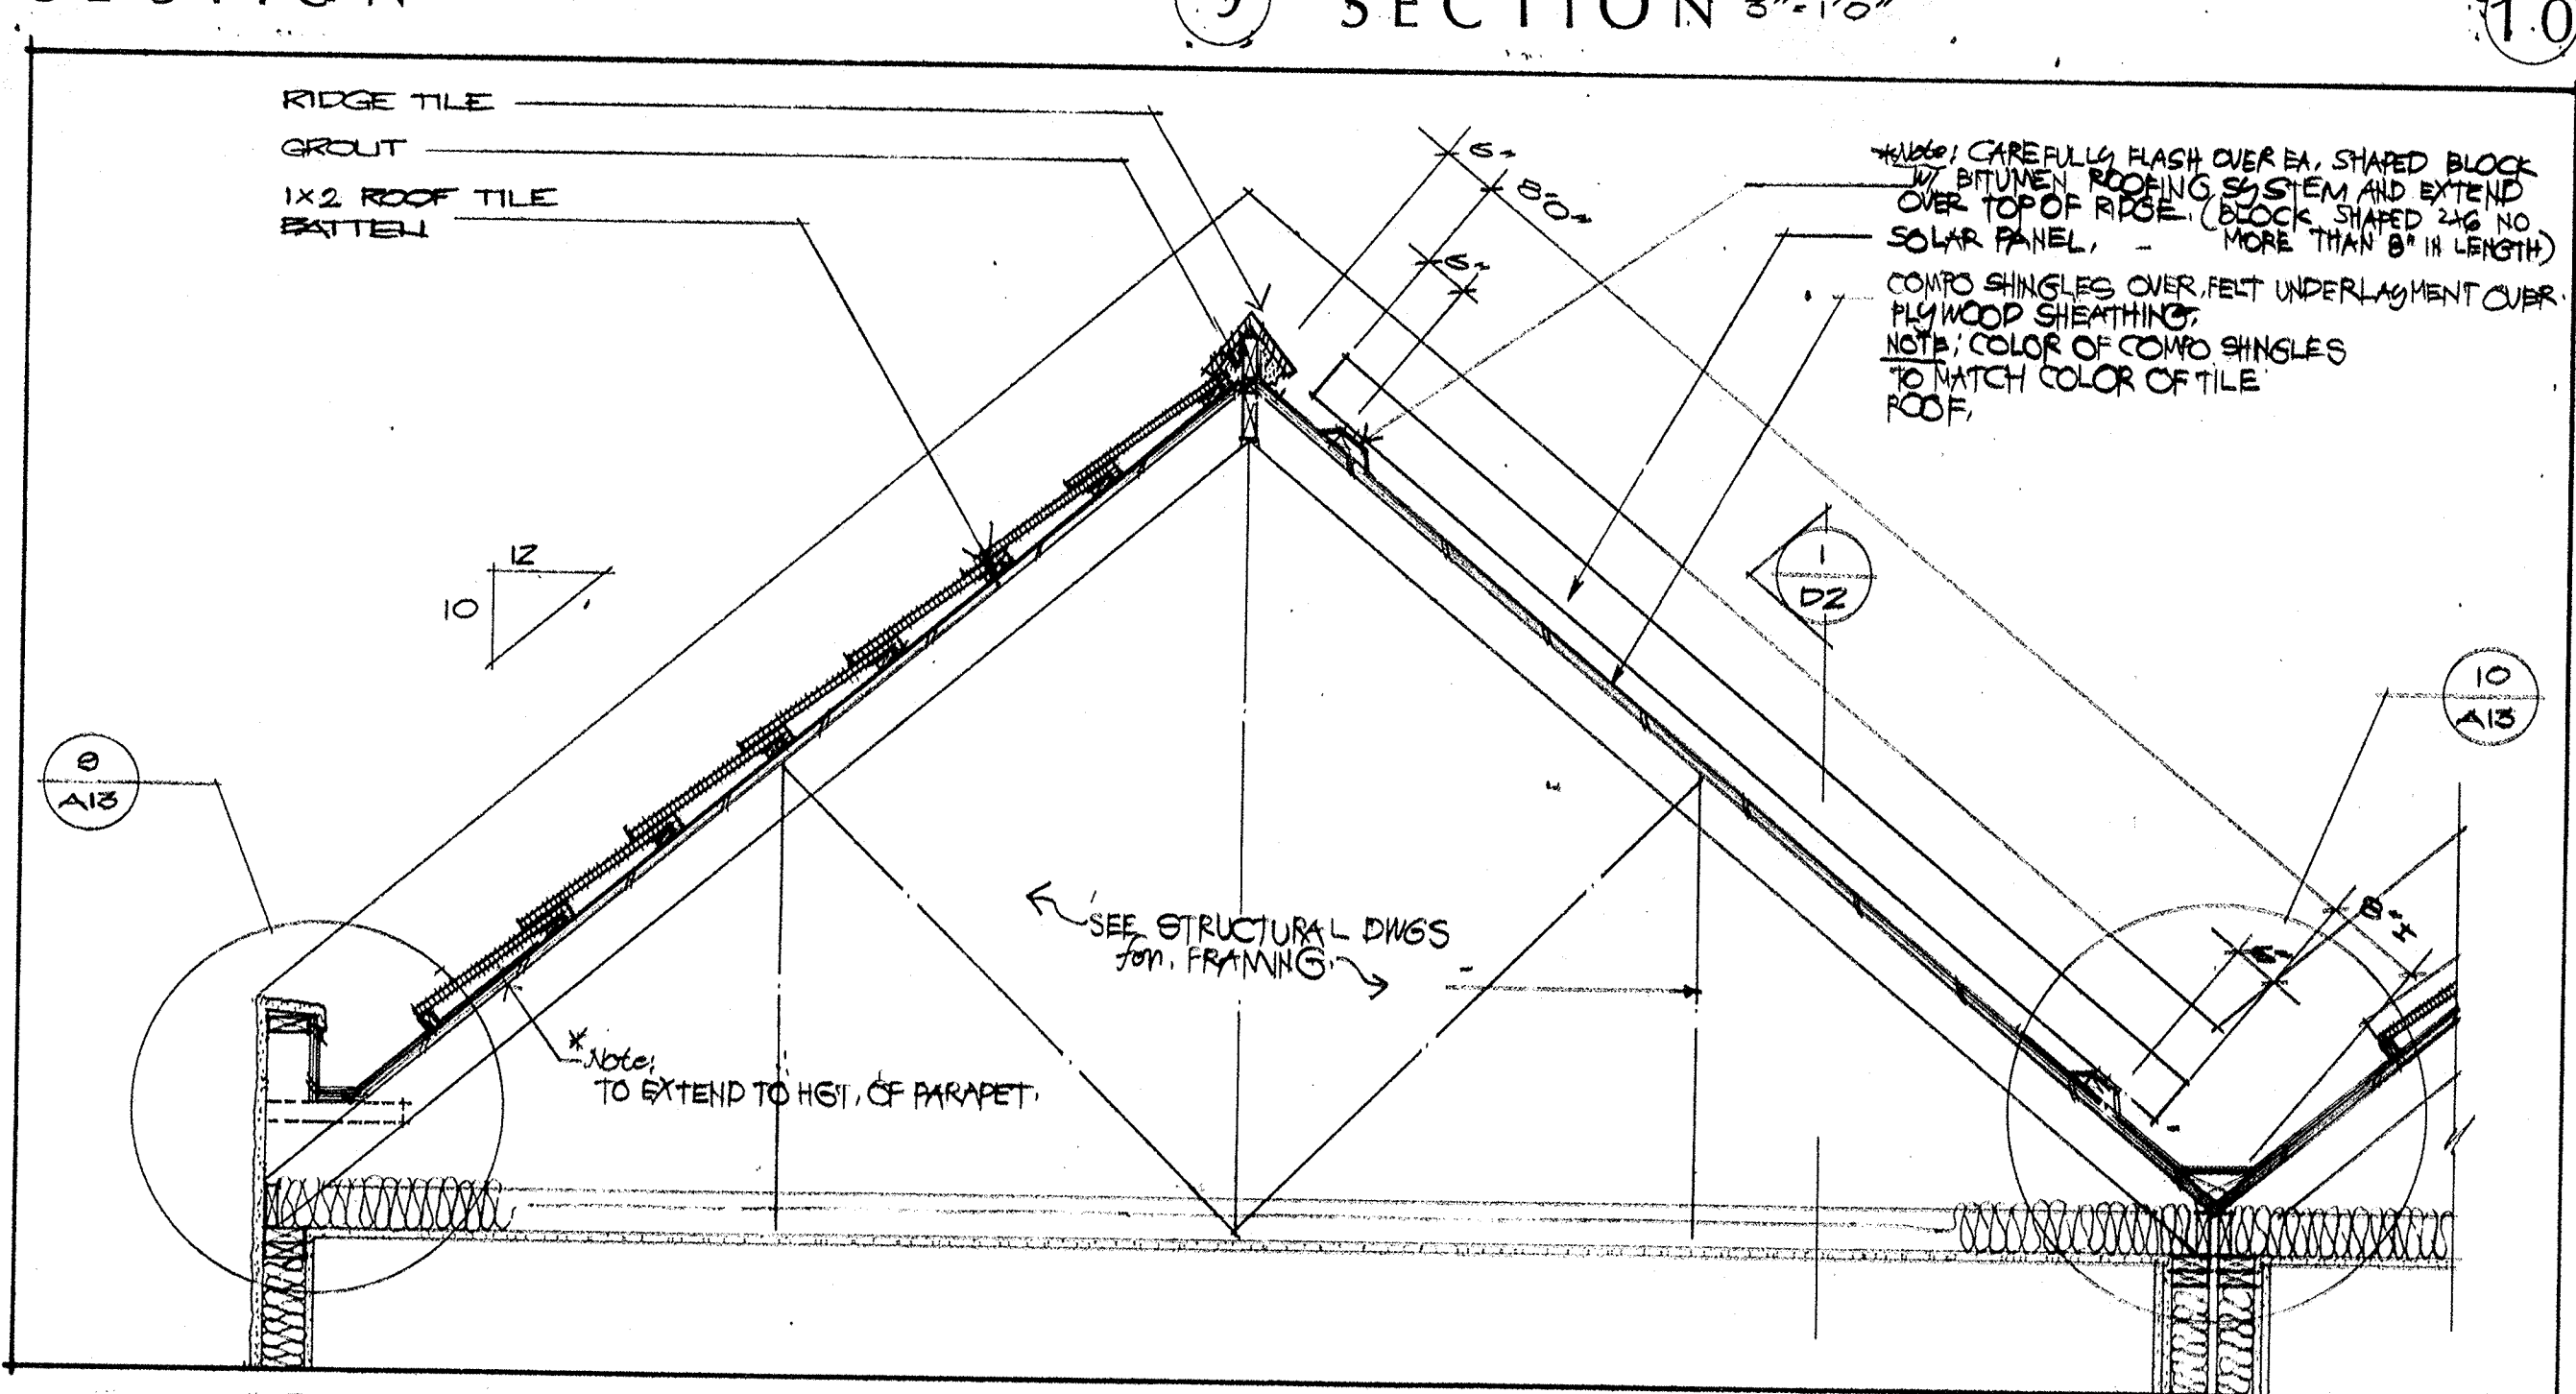 SECTION 3"=1'0"
10
RIDGE TILE
GROUT
1X2 ROOF TILE
BATTEN
*Note: CAREFULLY FLASH OVER EA. SHAPED BLOCK
W/ BITUMEN ROOFING SYSTEM AND EXTEND
OVER TOP OF RIDGE. (BLOCK SHAPED 2x6 NO
MORE THAN 8" IN LENGTH)
SOLAR PANEL.
COMPO SHINGLES OVER FELT UNDERLAYMENT OVER
PLYWOOD SHEATHING.
NOTE: COLOR OF COMPO SHINGLES
TO MATCH COLOR OF TILE
ROOF.
12
10
1
D2
10
A13
9
A13
SEE STRUCTURAL DWGS
for. FRAMING.
*
Note:
TO EXTEND TO HGT. OF PARAPET.